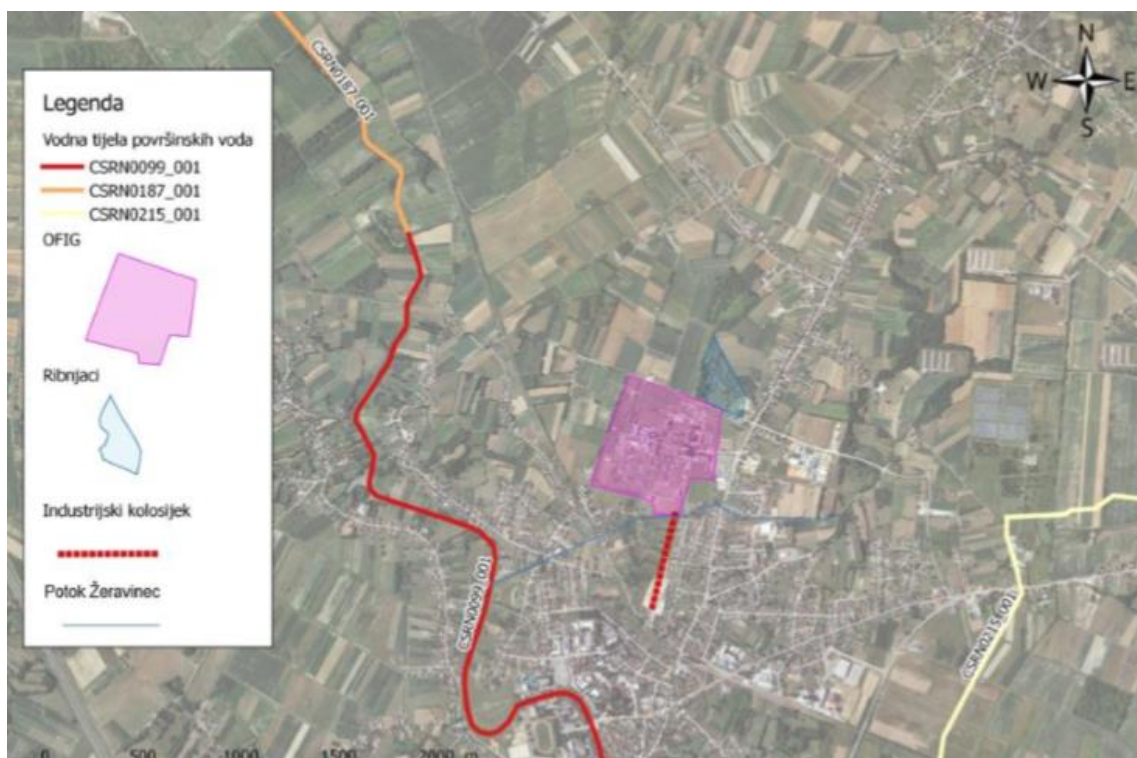 CSRN0187_001
N
W E
S
Legenda
Vodna tijela površinskih voda
CSRN0099_001
CSRN0187_001
CSRN0215_001
OFIG
Ribnjaci
Industrijski kolosijek
Potok Žeravinec
CSRN0099_001
CSRN0215_001
0 500 1000 1500 2000 m